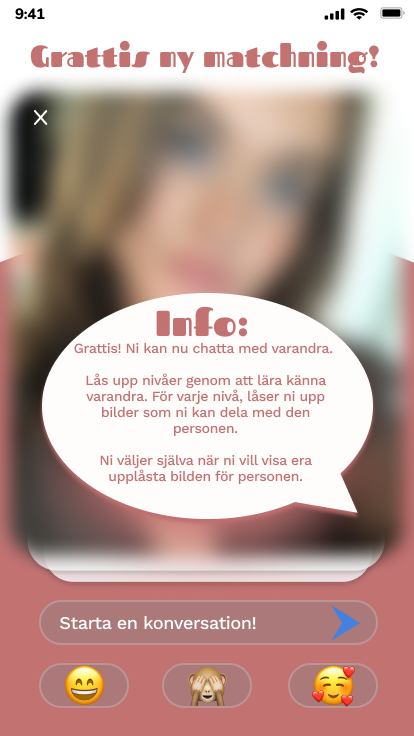 9:41
Grattis ny matchning!
Info:
Grattis! Ni kan nu chatta med varandra.
Lås upp nivåer genom att lära känna
varandra. För varje nivå, låser ni upp
bilder som ni kan dela med den
personen.
Ni väljer själva när ni vill visa era
upplåsta bilden för personen.
Starta en konversation!